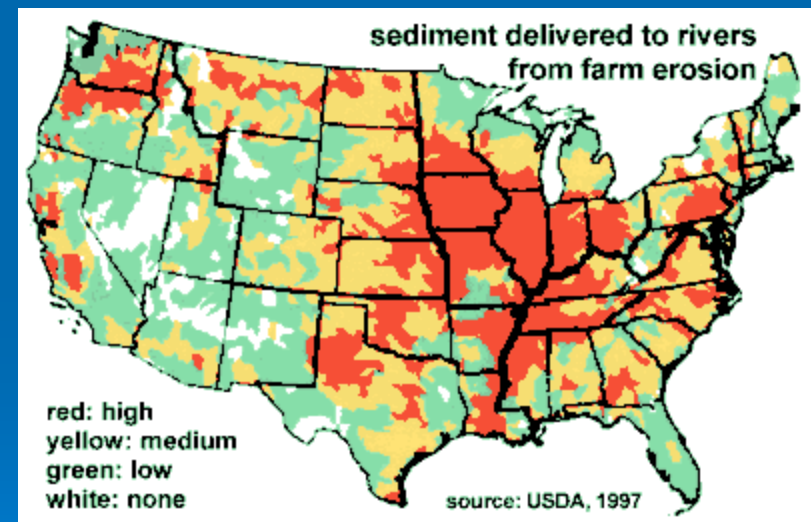 sediment delivered to rivers
from farm erosion
red: high
yellow: medium
green: low
white: none
source: USDA, 1997